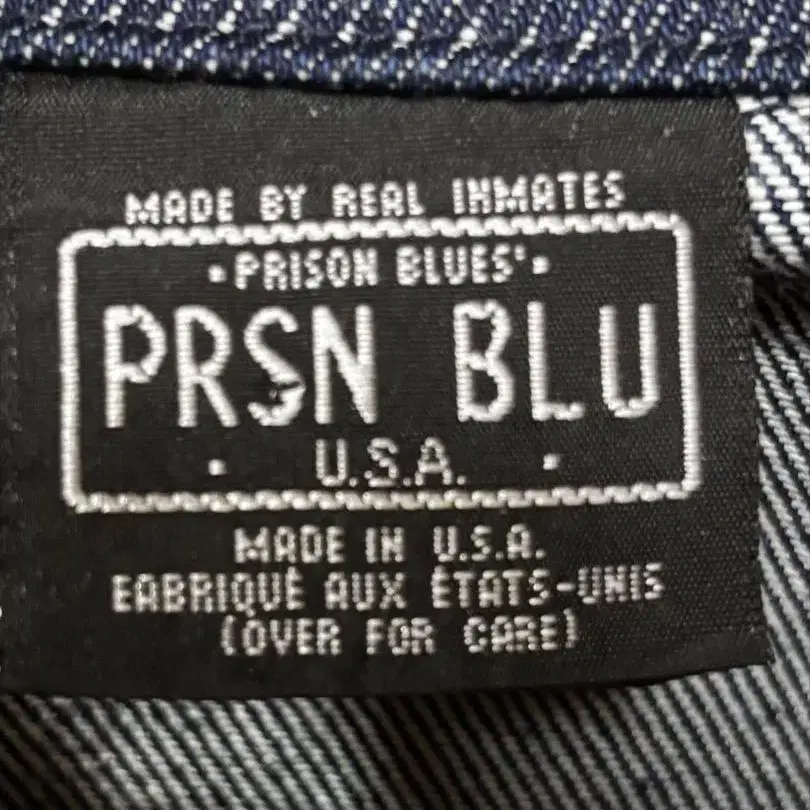 MADE BY REAL INMATES
•PRISON BLUES'•
PRSN BLU
• U.S.A. •
MADE IN U.S.A.
FABRIQUÉ AUX ÉTATS-UNIS
(OVER FOR CARE)